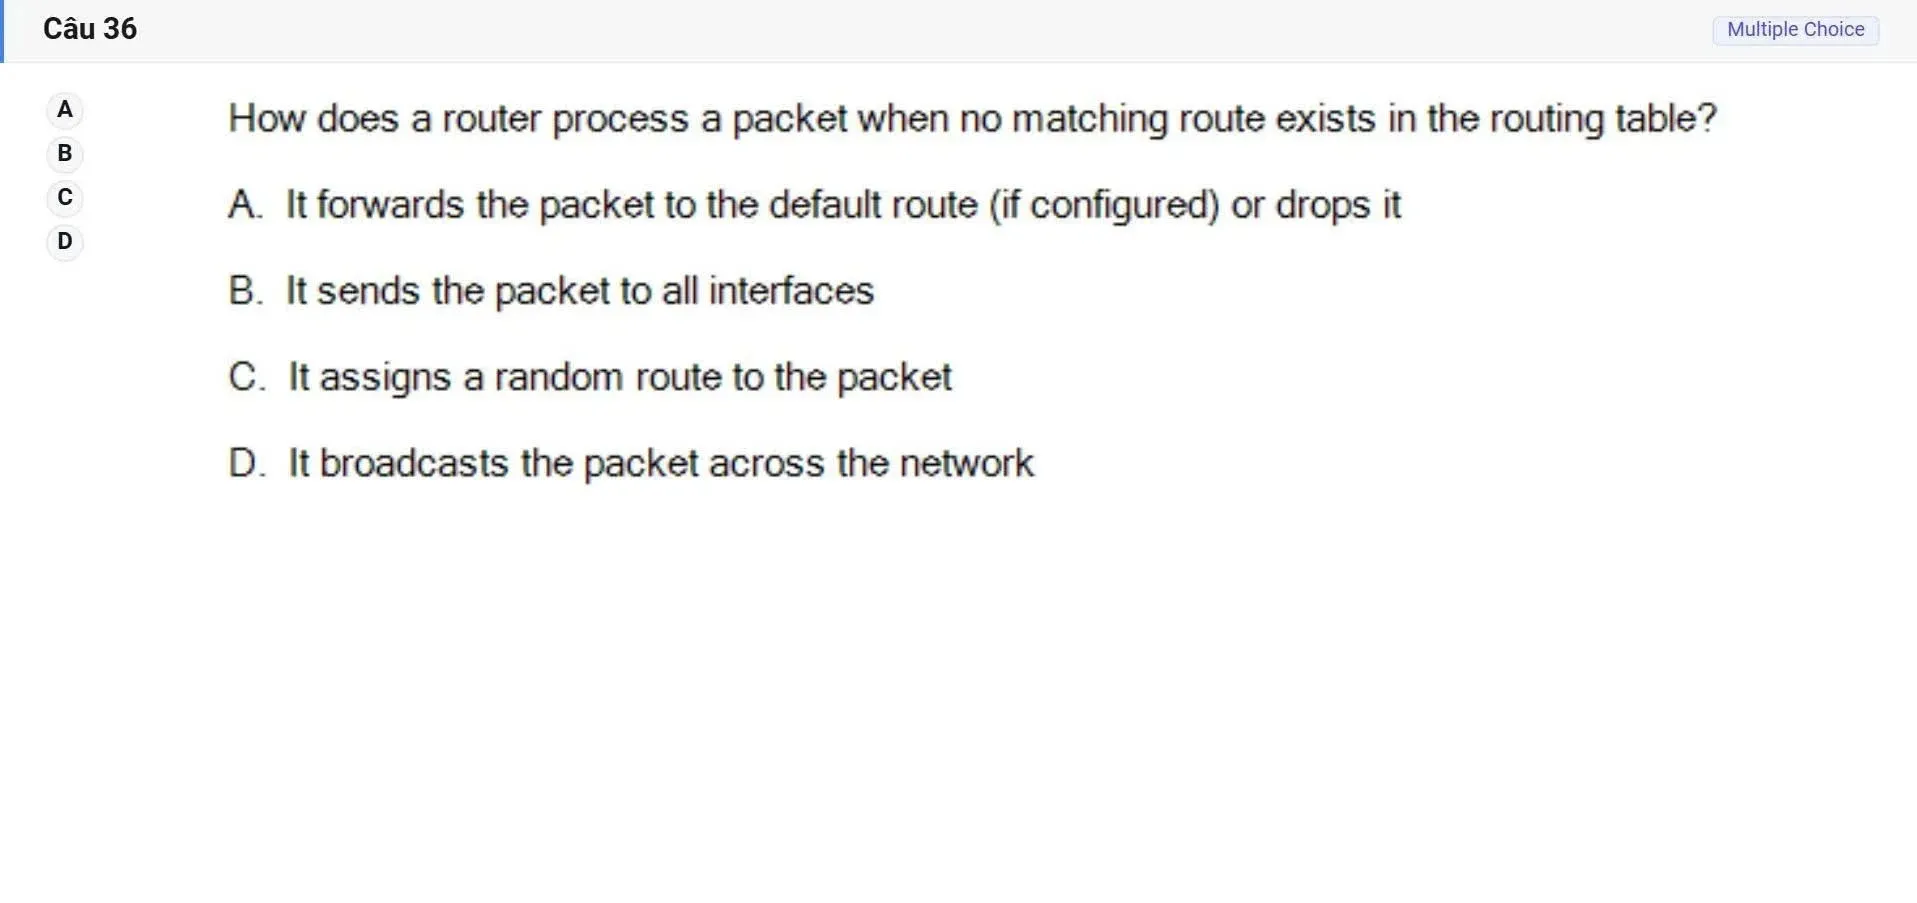 Câu 36
Multiple Choice
A
B
C
D
How does a router process a packet when no matching route exists in the routing table?
A. It forwards the packet to the default route (if configured) or drops it
B. It sends the packet to all interfaces
C. It assigns a random route to the packet
D. It broadcasts the packet across the network